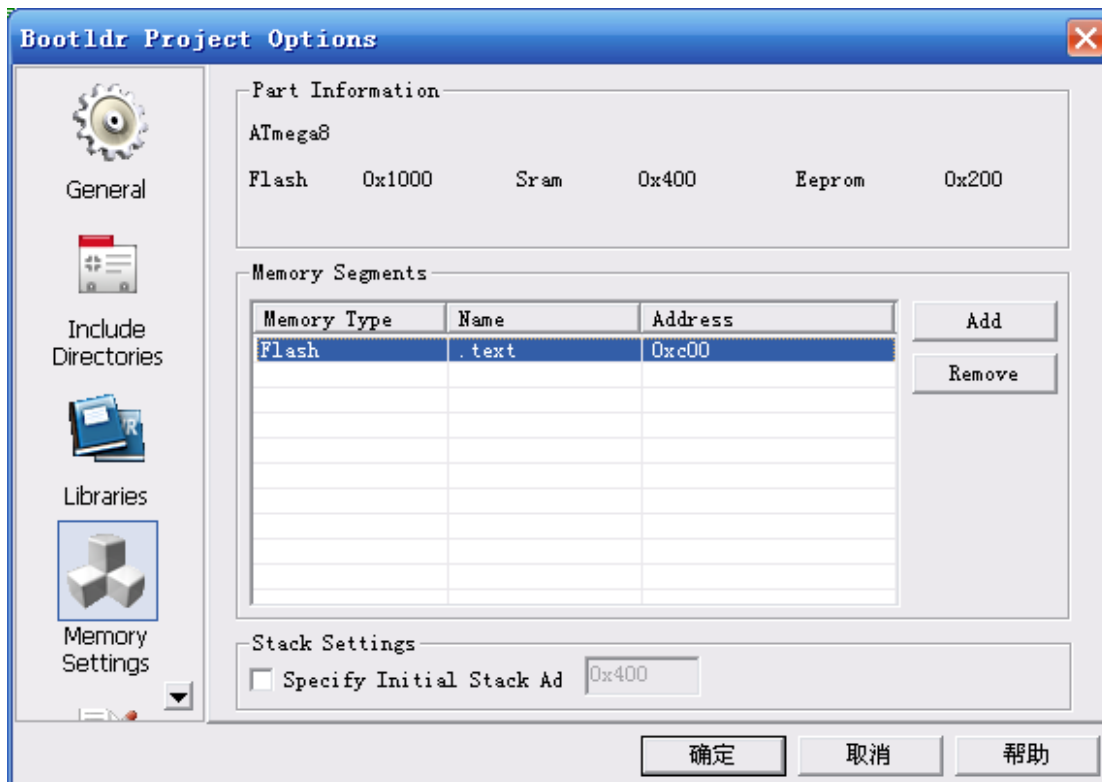 Bootldr Project Options
General
Include
Directories
Libraries
Memory
Settings
Part Information
ATmega8
Flash 0x1000 Sram 0x400 Eeprom 0x200
Memory Segments
Memory Type Name Address
Flash .text 0xc00
Add
Remove
Stack Settings
Specify Initial Stack Ad 0x400
确定 取消 帮助